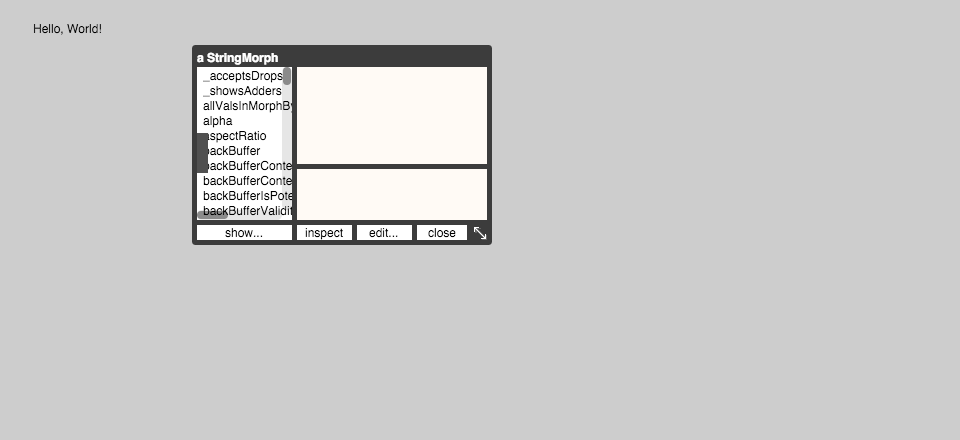 Hello, World!
a StringMorph
_acceptsDrops
_showsAdders
allValsInMorphBy
alpha
aspectRatio
backBuffer
backBufferConte
backBufferConte
backBufferIsPote
backBufferValidit
show...
inspect
edit...
close